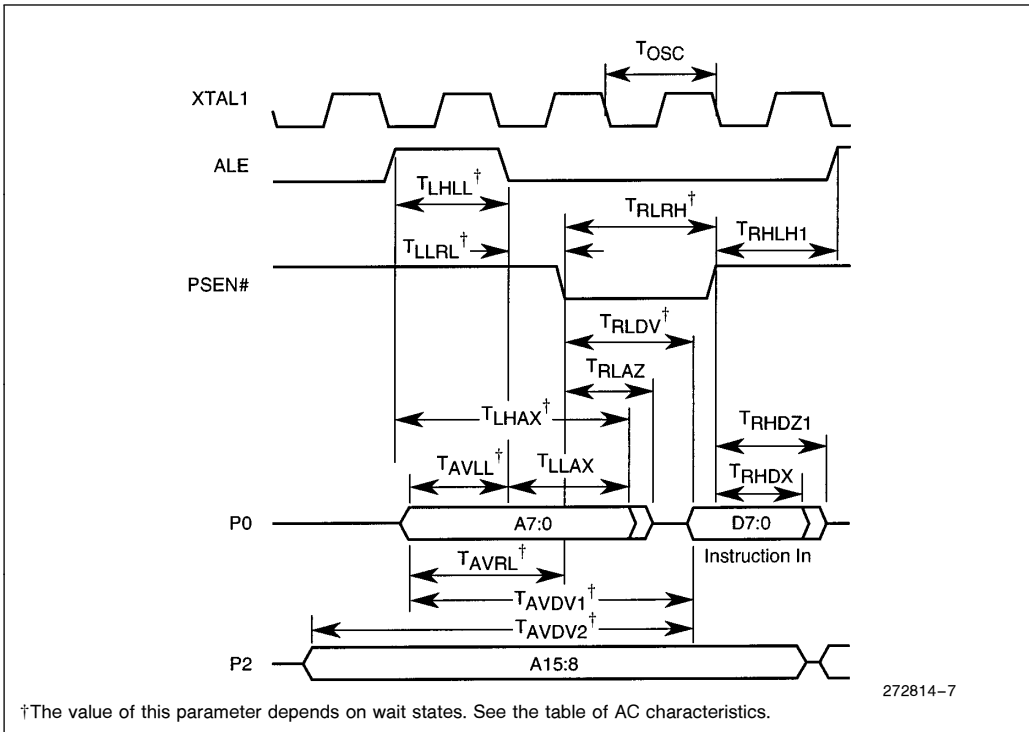 TOSC
XTAL1
ALE
TLHLL†
TRLRH†
TRHLH1
TLLRL†
PSEN#
TRLDV†
TRLAZ
TLHAX†
TRHDZ1
TAVLL†
TLLAX
TRHDX
P0
A7:0
D7:0
Instruction In
TAVRL†
TAVDV1†
TAVDV2†
P2
A15:8
272814–7
†The value of this parameter depends on wait states. See the table of AC characteristics.